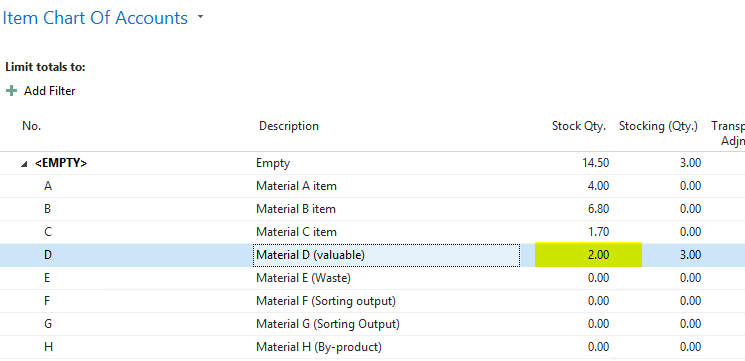 Item Chart Of Accounts
Limit totals to:
Add Filter
No. Description Stock Qty. Stocking (Qty.) Transp
Adjn
<EMPTY> Empty 14.50 3.00
A Material A item 4.00 0.00
B Material B item 6.80 0.00
C Material C item 1.70 0.00
D Material D (valuable) 2.00 3.00
E Material E (Waste) 0.00 0.00
F Material F (Sorting output) 0.00 0.00
G Material G (Sorting Output) 0.00 0.00
H Material H (By-product) 0.00 0.00